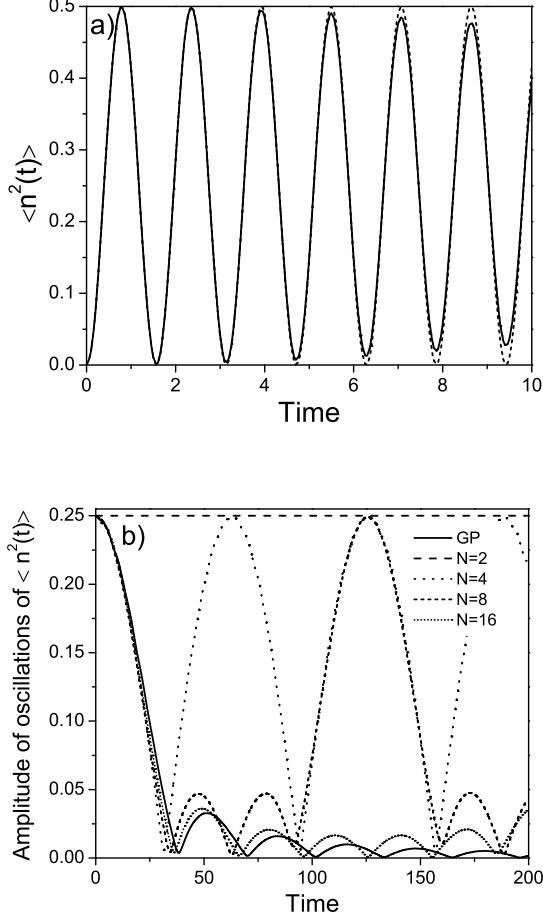 a)
<n²(t)>
0.5
0.4
0.3
0.2
0.1
0.0
0 2 4 6 8 10
Time
b)
Amplitude of oscillations of < n²(t)>
0.25
0.20
0.15
0.10
0.05
0.00
GP
N=2
N=4
N=8
N=16
0 50 100 150 200
Time